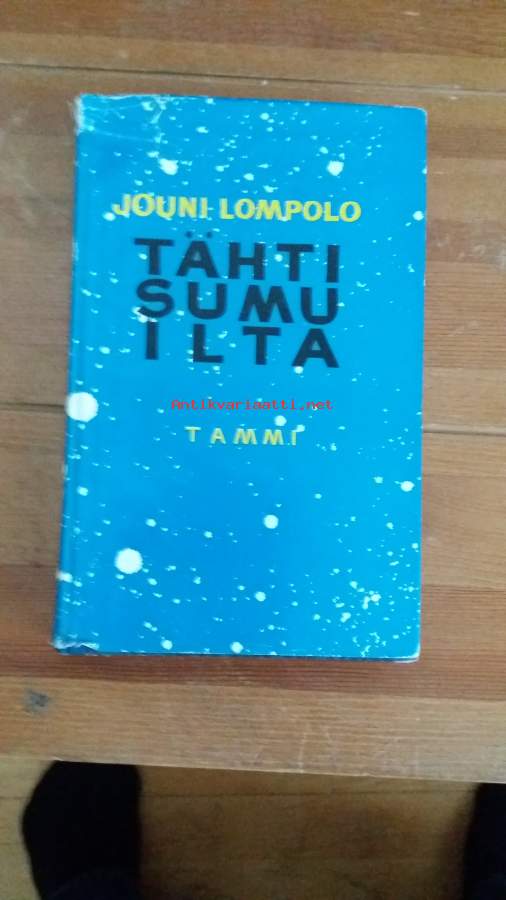 JOUNI LOMPOLO
TÄHTI
SUMU
ILTA
Antikvariaatti.net
TAMMI